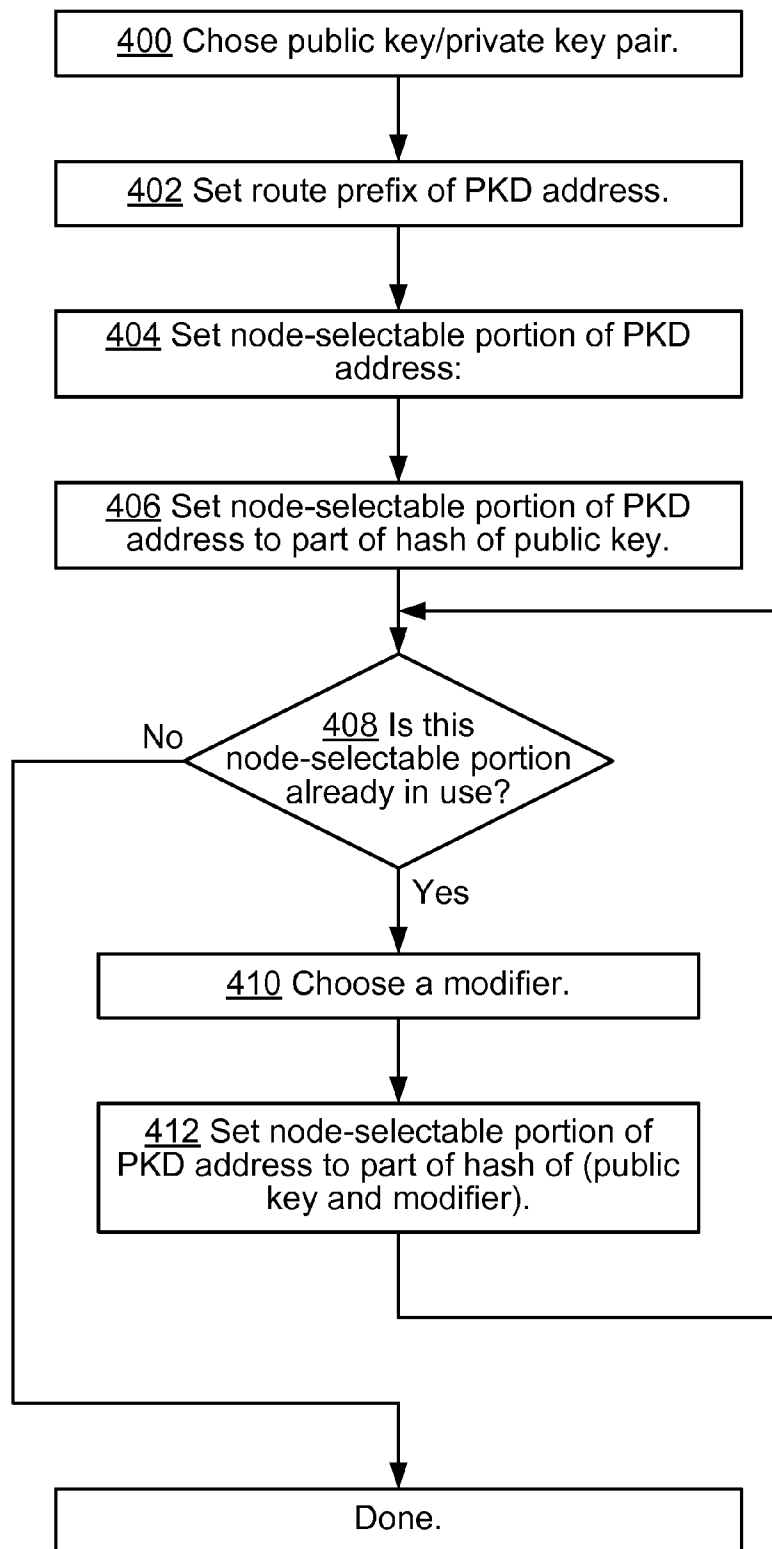 400 Chose public key/private key pair.
402 Set route prefix of PKD address.
404 Set node-selectable portion of PKD
address:
406 Set node-selectable portion of PKD
address to part of hash of public key.
408 Is this
node-selectable portion
already in use?
No
Yes
410 Choose a modifier.
412 Set node-selectable portion of
PKD address to part of hash of (public
key and modifier).
Done.